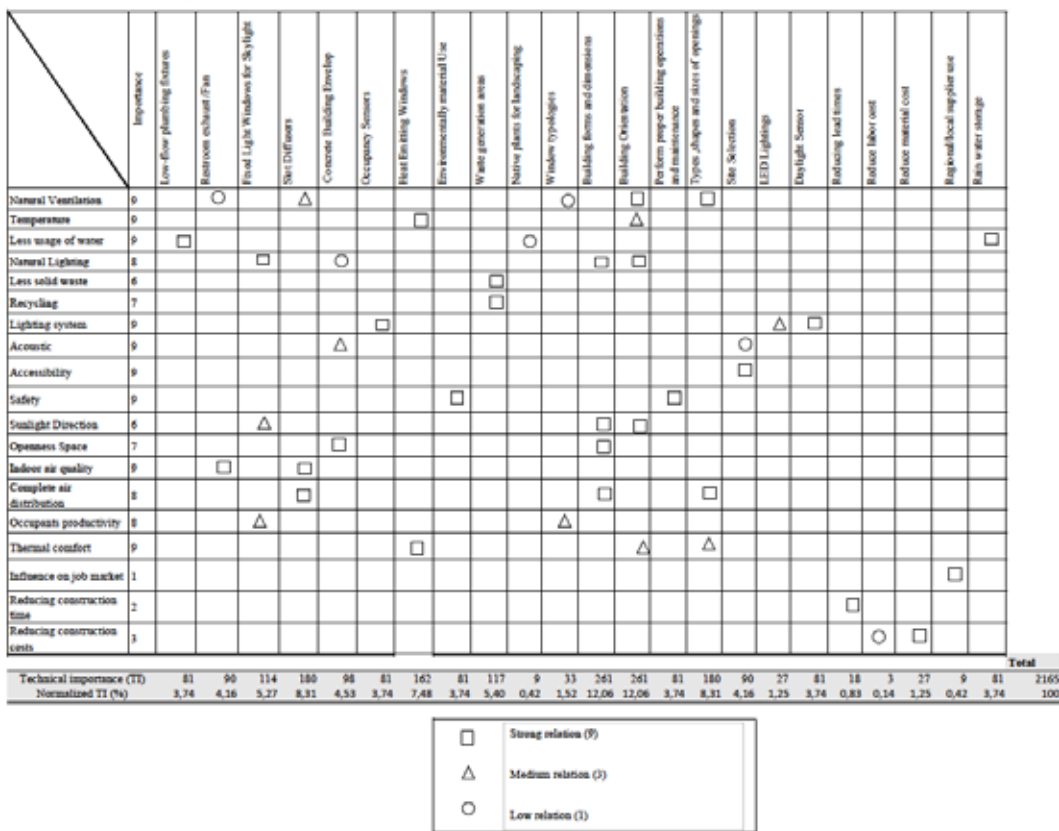 Importance
Low-flow plumbing fixtures
Restroom exhaust /Fan
Fixed Light Windows for Skylight
Slot Diffusers
Concrete Building Envelop
Occupancy Sensors
Heat Emitting Windows
Environmentally material Use
Waste generation areas
Native plants for landscaping
Window typologies
Building forms and dimensions
Building Orientation
Perform proper building operations
and maintenance
Types ,shapes and sizes of openings
Site Selection
LED Lightings
Daylight Sensor
Reducing lead times
Reduce labor cost
Reduce material cost
Regional/local supplier use
Rain water storage
Natural Ventilation 9
Temperature 9
Less usage of water 9
Natural Lighting 8
Less solid waste 6
Recycling 7
Lighting system 9
Acoustic 9
Accessibility 9
Safety 9
Sunlight Direction 6
Openness Space 7
Indoor air quality 9
Complete air
distribution 8
Occupants productivity 8
Thermal comfort 9
Influence on job market 1
Reducing construction
time 2
Reducing construction
costs 3
Total
Technical importance (TI) 81 90 114 180 98 81 162 81 117 9 33 261 261 81 180 90 27 81 18 3 27 9 81 2165
Normalized TI (%) 3,74 4,16 5,27 8,31 4,53 3,74 7,48 3,74 5,40 0,42 1,52 12,06 12,06 3,74 8,31 4,16 1,25 3,74 0,83 0,14 1,25 0,42 3,74 100
Strong relation (9)
Medium relation (3)
Low relation (1)